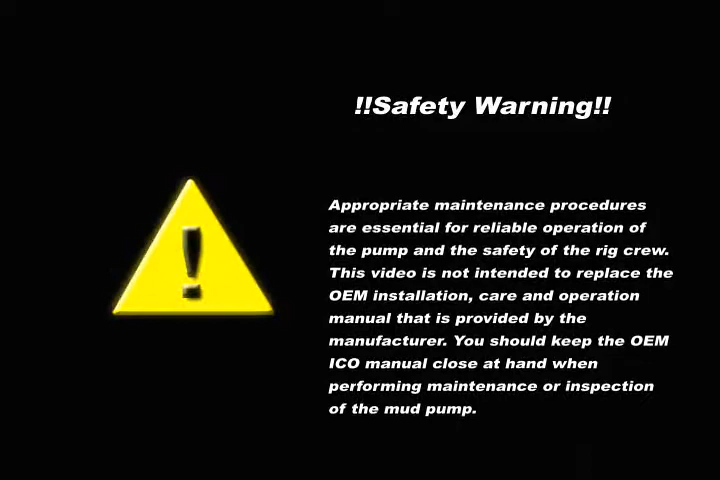 !!Safety Warning!!
Appropriate maintenance procedures
are essential for reliable operation of
the pump and the safety of the rig crew.
This video is not intended to replace the
OEM installation, care and operation
manual that is provided by the
manufacturer. You should keep the OEM
ICO manual close at hand when
performing maintenance or inspection
of the mud pump.